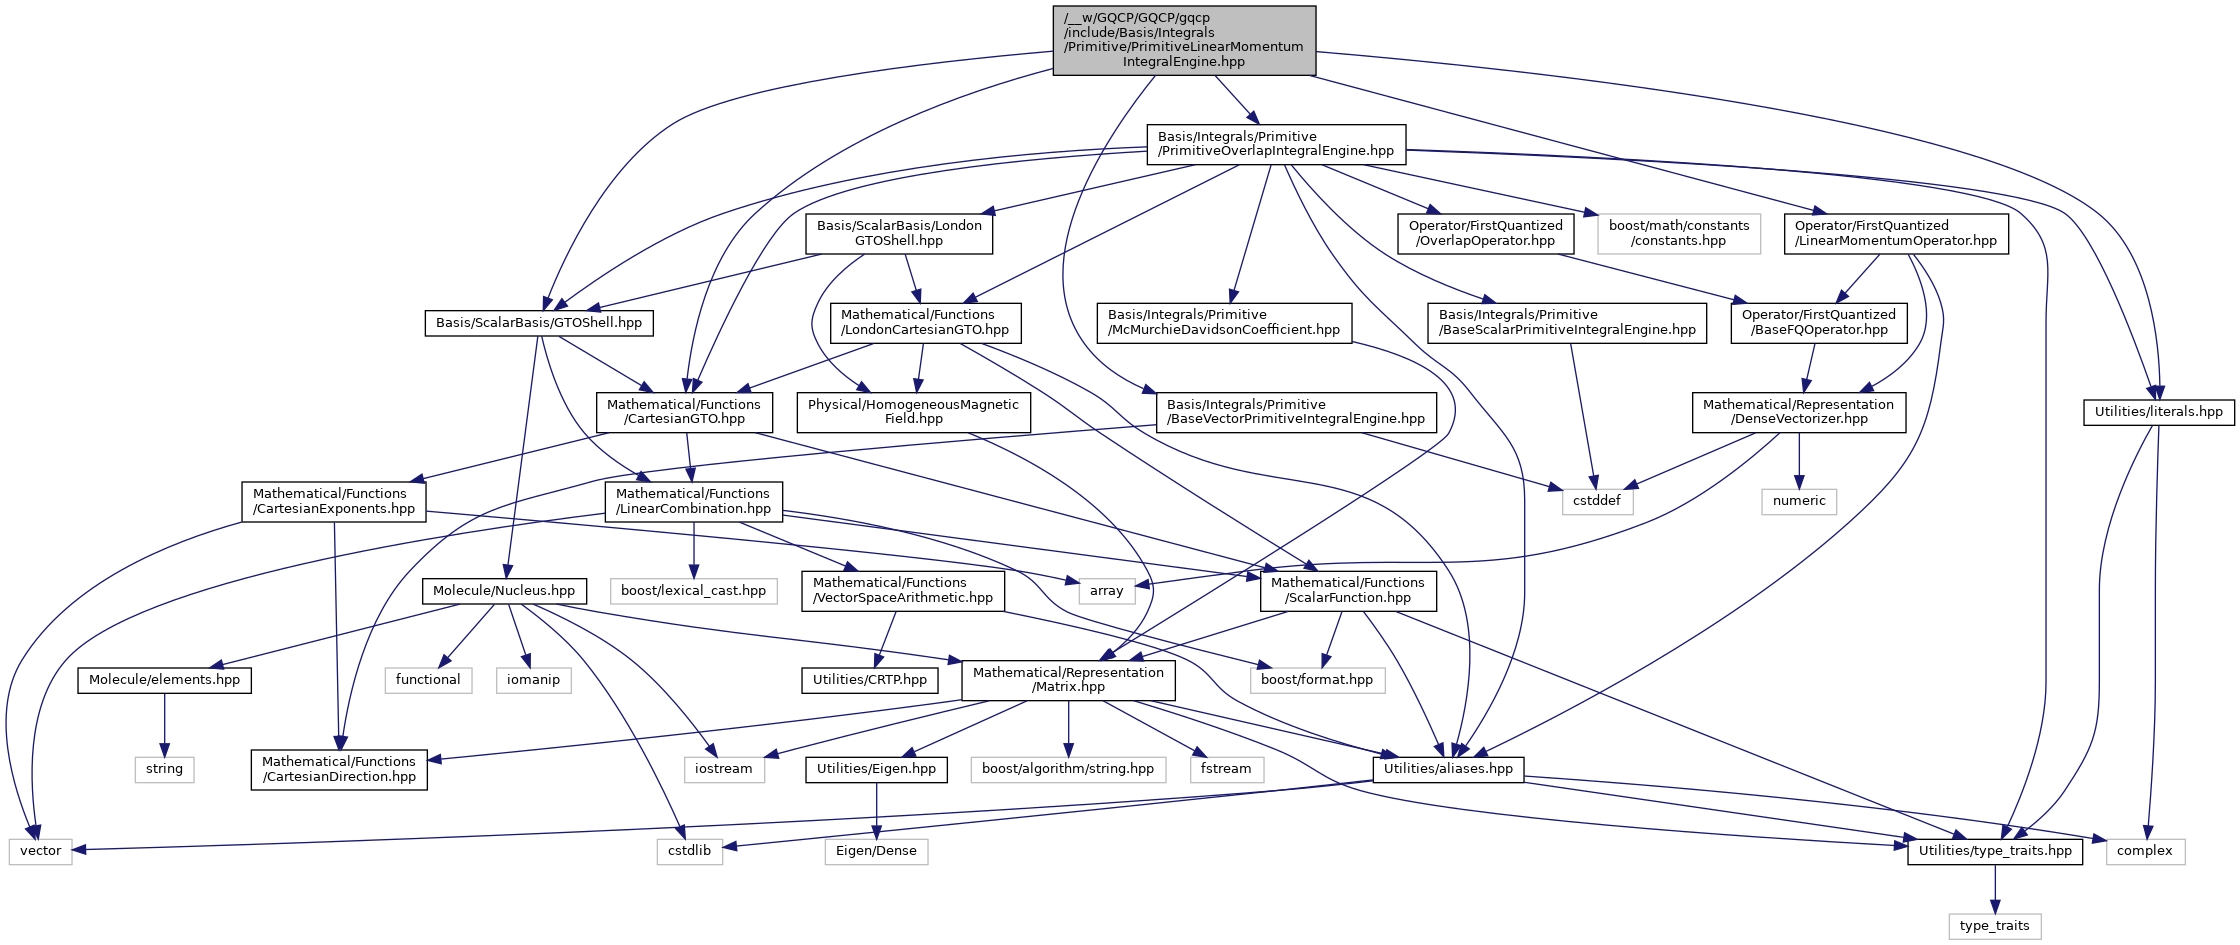 /__w/GQCP/GQCP/gqcp
/include/Basis/Integrals
/Primitive/PrimitiveLinearMomentum
IntegralEngine.hpp
Basis/Integrals/Primitive
/PrimitiveOverlapIntegralEngine.hpp
Basis/ScalarBasis/London
GTOShell.hpp
Operator/FirstQuantized
/OverlapOperator.hpp
boost/math/constants
/constants.hpp
Operator/FirstQuantized
/LinearMomentumOperator.hpp
Basis/ScalarBasis/GTOShell.hpp
Mathematical/Functions
/LondonCartesianGTO.hpp
Basis/Integrals/Primitive
/McMurchieDavidsonCoefficient.hpp
Basis/Integrals/Primitive
/BaseScalarPrimitiveIntegralEngine.hpp
Operator/FirstQuantized
/BaseFQOperator.hpp
Mathematical/Functions
/CartesianGTO.hpp
Physical/HomogeneousMagnetic
Field.hpp
Basis/Integrals/Primitive
/BaseVectorPrimitiveIntegralEngine.hpp
Mathematical/Representation
/DenseVectorizer.hpp
Utilities/literals.hpp
Mathematical/Functions
/CartesianExponents.hpp
Mathematical/Functions
/LinearCombination.hpp
cstddef
numeric
Molecule/Nucleus.hpp
boost/lexical_cast.hpp
Mathematical/Functions
/VectorSpaceArithmetic.hpp
array
Mathematical/Functions
/ScalarFunction.hpp
Molecule/elements.hpp
functional
iomanip
Utilities/CRTP.hpp
Mathematical/Representation
/Matrix.hpp
boost/format.hpp
string
Mathematical/Functions
/CartesianDirection.hpp
iostream
Utilities/Eigen.hpp
boost/algorithm/string.hpp
fstream
Utilities/aliases.hpp
vector
cstdlib
Eigen/Dense
Utilities/type_traits.hpp
complex
type_traits